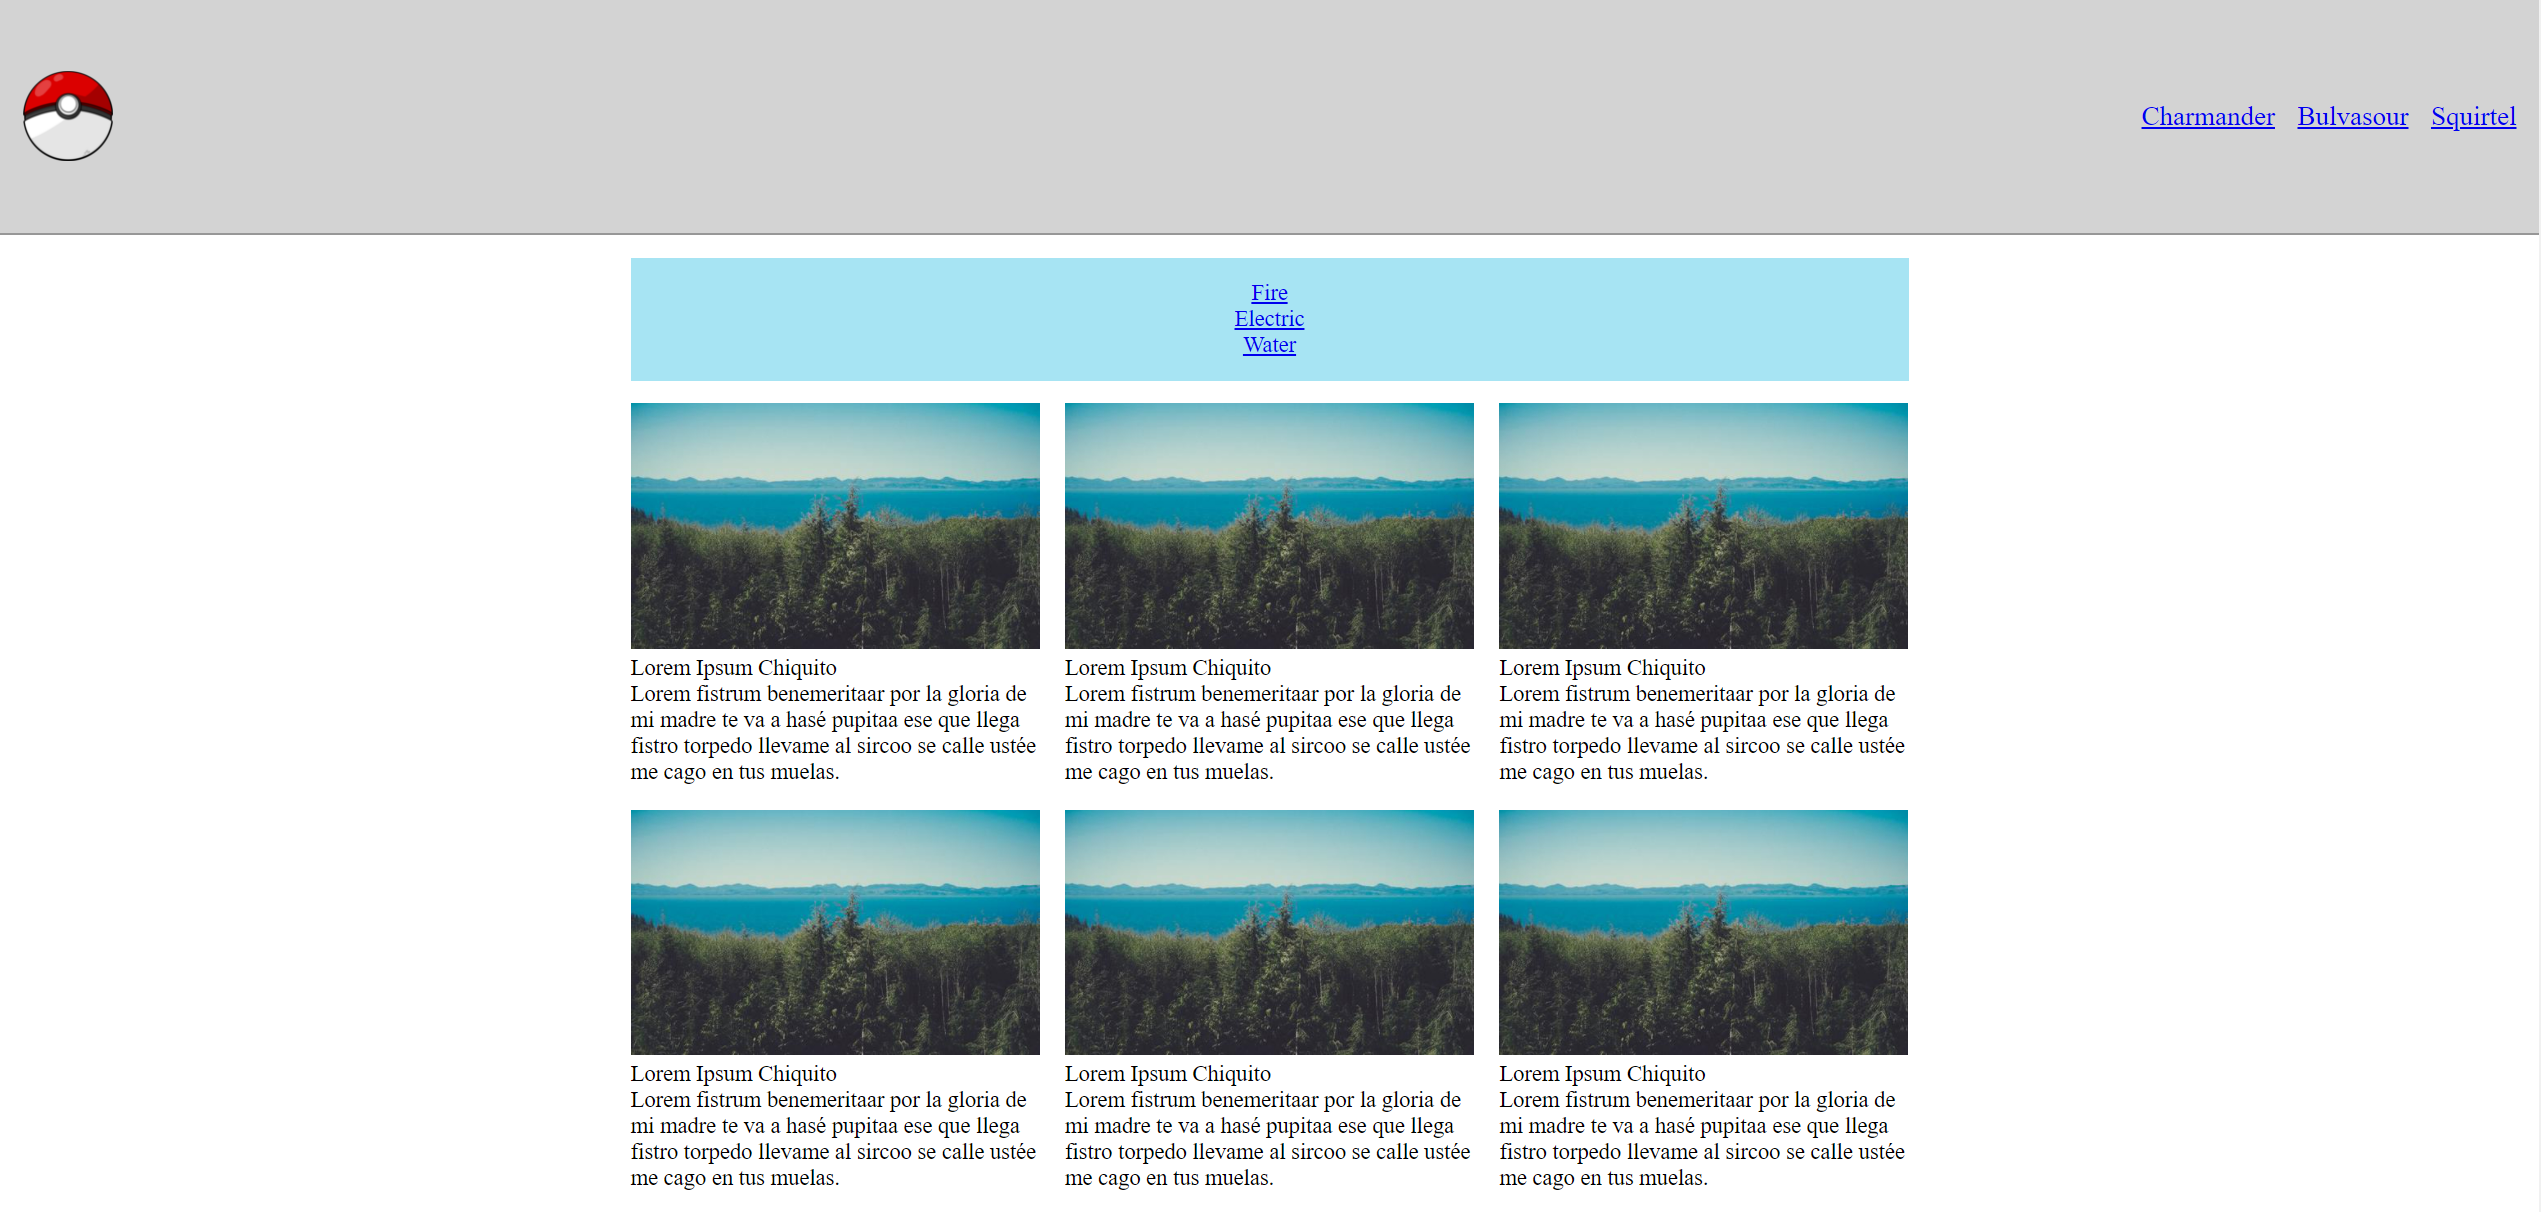 Charmander Bulvasour Squirtel
Fire
Electric
Water
Lorem Ipsum Chiquito
Lorem fistrum benemeritaar por la gloria de
mi madre te va a hasé pupitaa ese que llega
fistro torpedo llevame al sircoo se calle ustée
me cago en tus muelas.
Lorem Ipsum Chiquito
Lorem fistrum benemeritaar por la gloria de
mi madre te va a hasé pupitaa ese que llega
fistro torpedo llevame al sircoo se calle ustée
me cago en tus muelas.
Lorem Ipsum Chiquito
Lorem fistrum benemeritaar por la gloria de
mi madre te va a hasé pupitaa ese que llega
fistro torpedo llevame al sircoo se calle ustée
me cago en tus muelas.
Lorem Ipsum Chiquito
Lorem fistrum benemeritaar por la gloria de
mi madre te va a hasé pupitaa ese que llega
fistro torpedo llevame al sircoo se calle ustée
me cago en tus muelas.
Lorem Ipsum Chiquito
Lorem fistrum benemeritaar por la gloria de
mi madre te va a hasé pupitaa ese que llega
fistro torpedo llevame al sircoo se calle ustée
me cago en tus muelas.
Lorem Ipsum Chiquito
Lorem fistrum benemeritaar por la gloria de
mi madre te va a hasé pupitaa ese que llega
fistro torpedo llevame al sircoo se calle ustée
me cago en tus muelas.